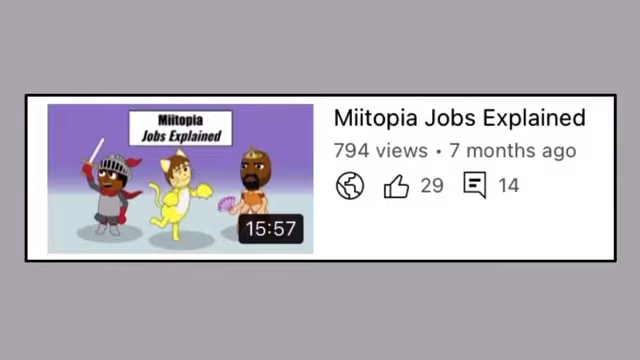 Miitopia
Jobs Explained
15:57
Miitopia Jobs Explained
794 views • 7 months ago
29
14